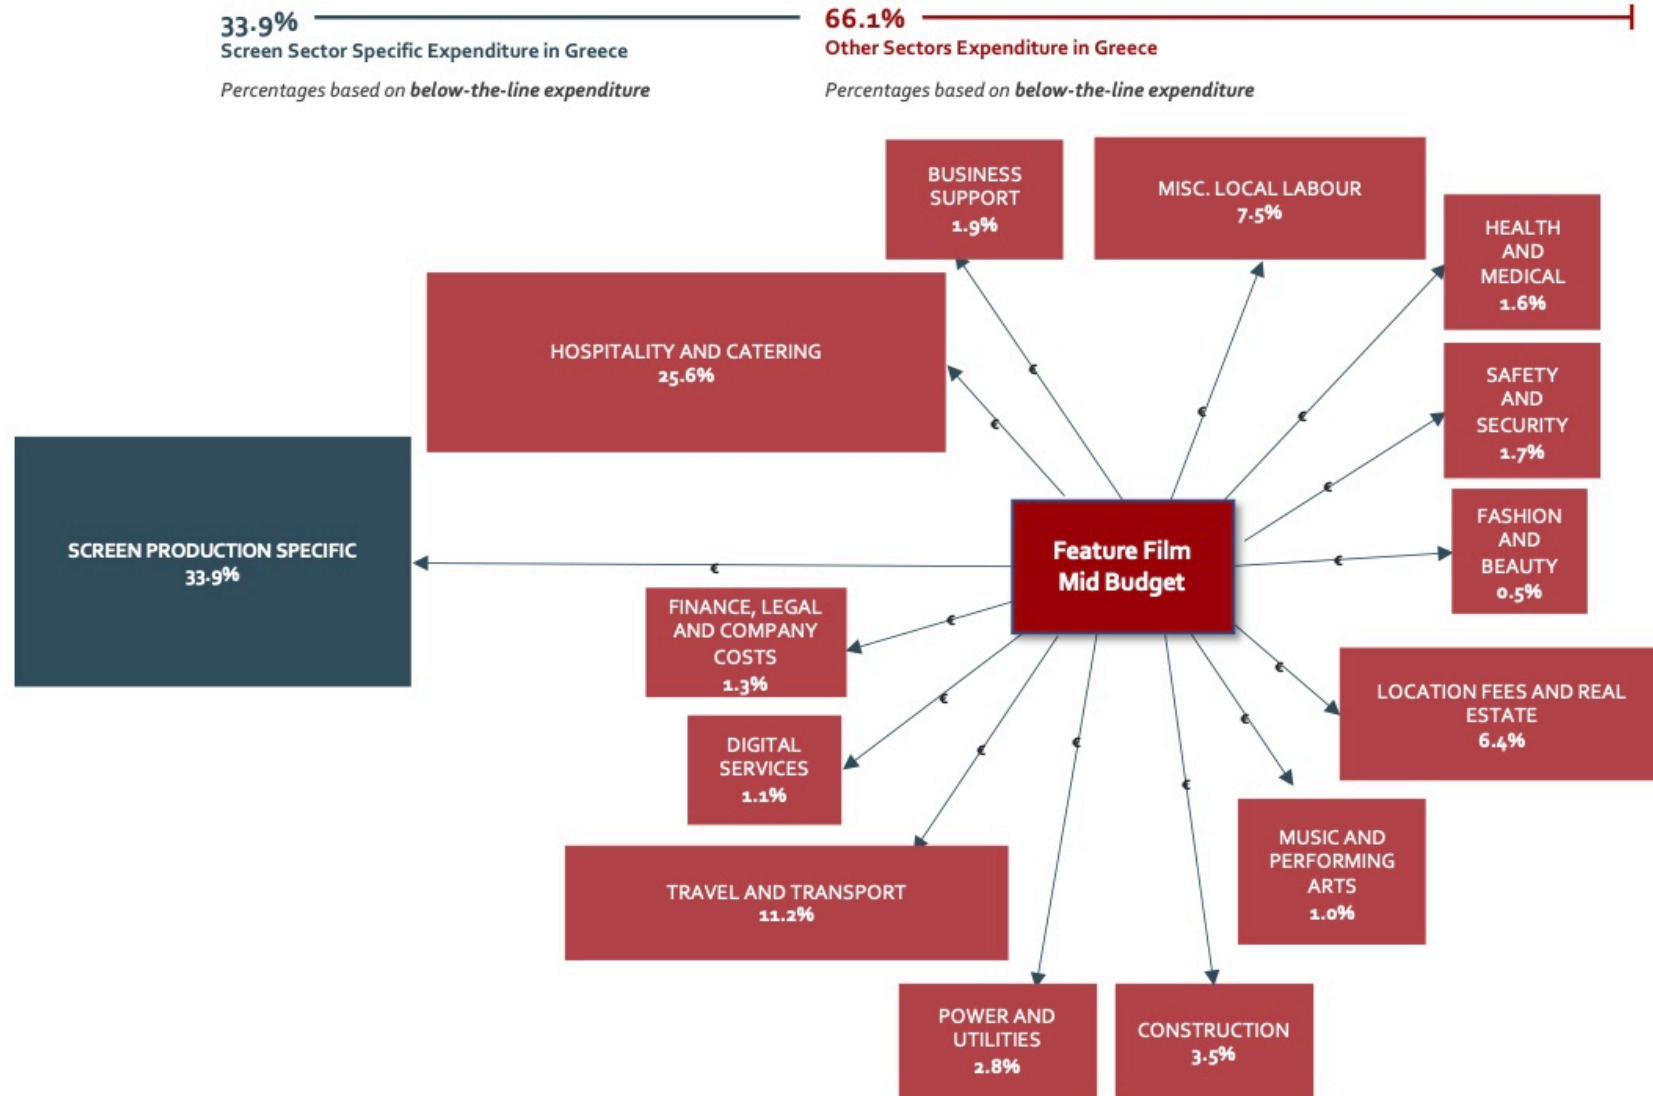 33.9%
Screen Sector Specific Expenditure in Greece
Percentages based on below-the-line expenditure
66.1%
Other Sectors Expenditure in Greece
Percentages based on below-the-line expenditure
BUSINESS
SUPPORT
1.9%
MISC. LOCAL LABOUR
7.5%
HEALTH
AND
MEDICAL
1.6%
HOSPITALITY AND CATERING
25.6%
SAFETY
AND
SECURITY
1.7%
SCREEN PRODUCTION SPECIFIC
33.9%
Feature Film
Mid Budget
FASHION
AND
BEAUTY
0.5%
FINANCE, LEGAL
AND COMPANY
COSTS
1.3%
LOCATION FEES AND REAL
ESTATE
6.4%
DIGITAL
SERVICES
1.1%
MUSIC AND
PERFORMING
ARTS
1.0%
TRAVEL AND TRANSPORT
11.2%
POWER AND
UTILITIES
2.8%
CONSTRUCTION
3.5%
€
€
€
€
€
€
€
€
€
€
€
€
€